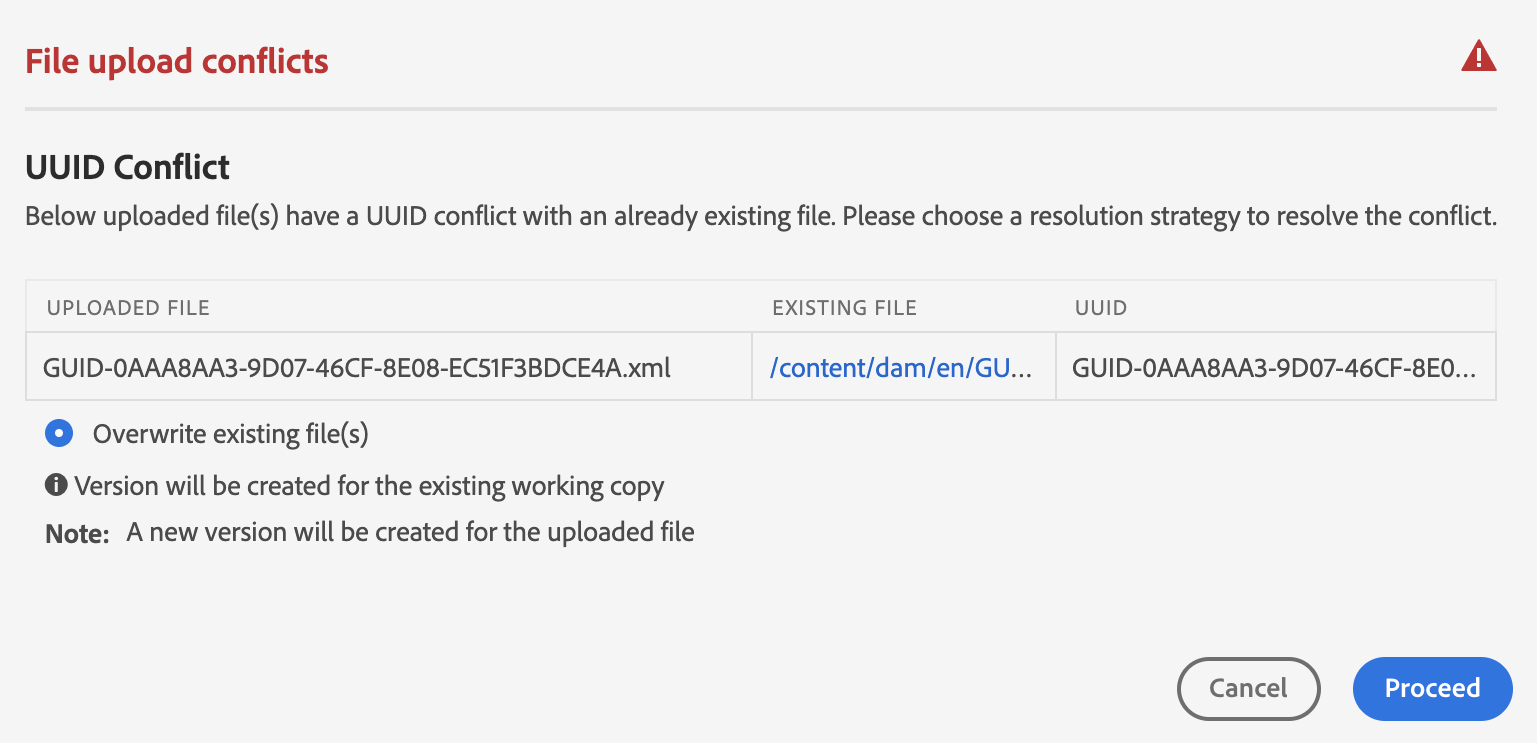 File upload conflicts
UUID Conflict
Below uploaded file(s) have a UUID conflict with an already existing file. Please choose a resolution strategy to resolve the conflict.
UPLOADED FILE EXISTING FILE UUID
GUID-0AAA8AA3-9D07-46CF-8E08-EC51F3BDCE4A.xml /content/dam/en/GU... GUID-0AAA8AA3-9D07-46CF-8E0...
Overwrite existing file(s)
Version will be created for the existing working copy
Note: A new version will be created for the uploaded file
Cancel Proceed